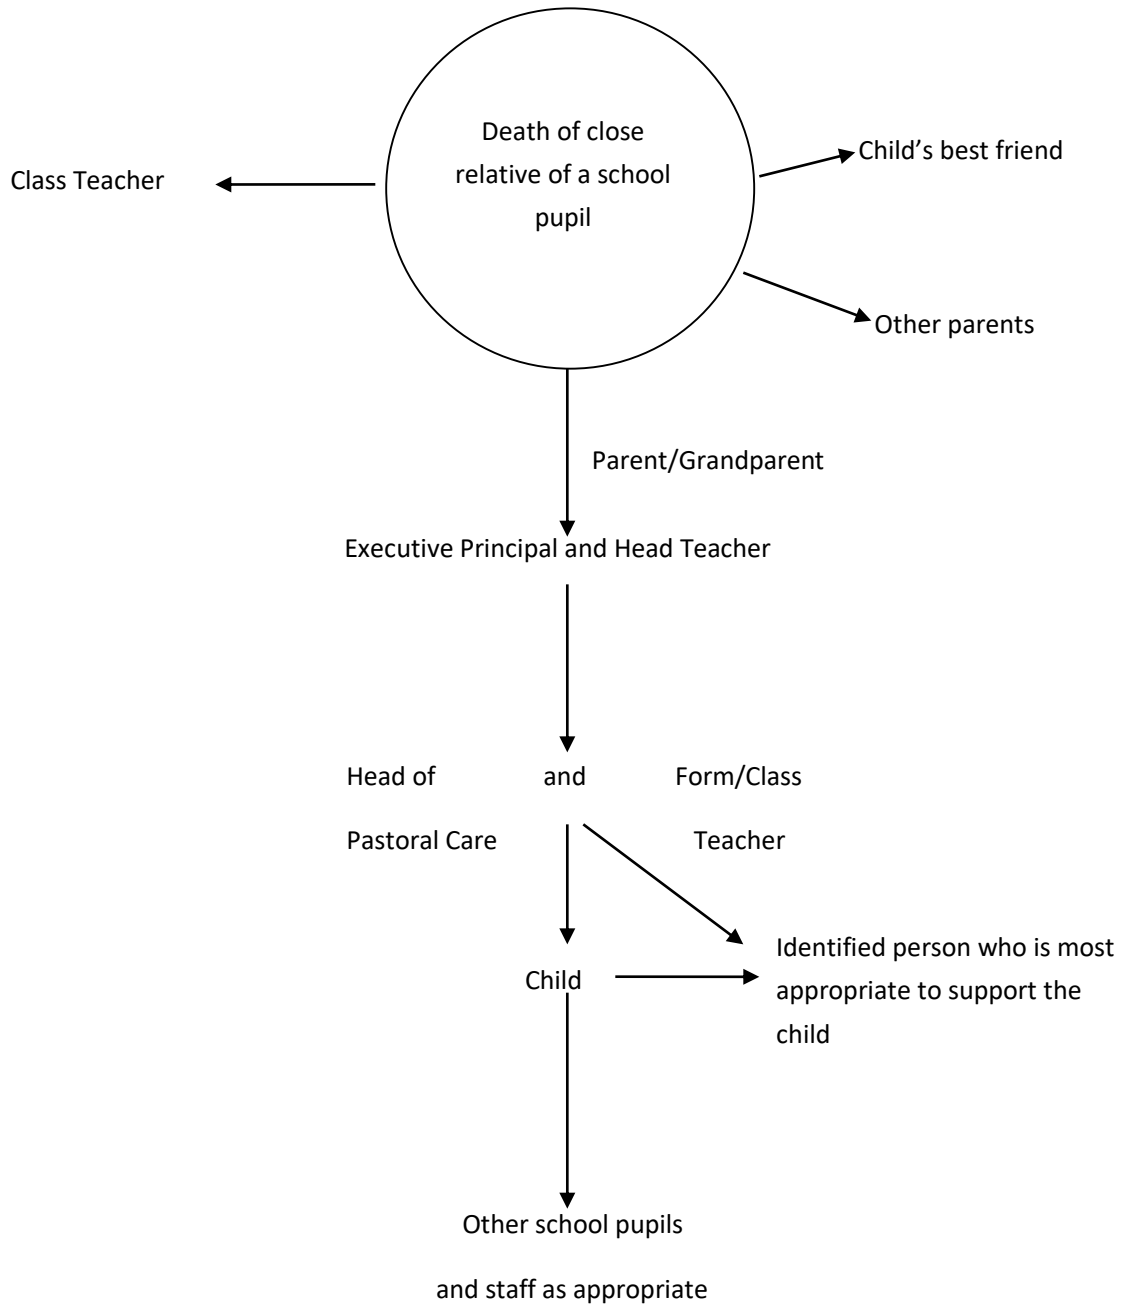 Death of close
relative of a school
pupil
Class Teacher
Child’s best friend
Other parents
Parent/Grandparent
Executive Principal and Head Teacher
Head of and Form/Class
Pastoral Care Teacher
Child
Identified person who is most
appropriate to support the
child
Other school pupils
and staff as appropriate